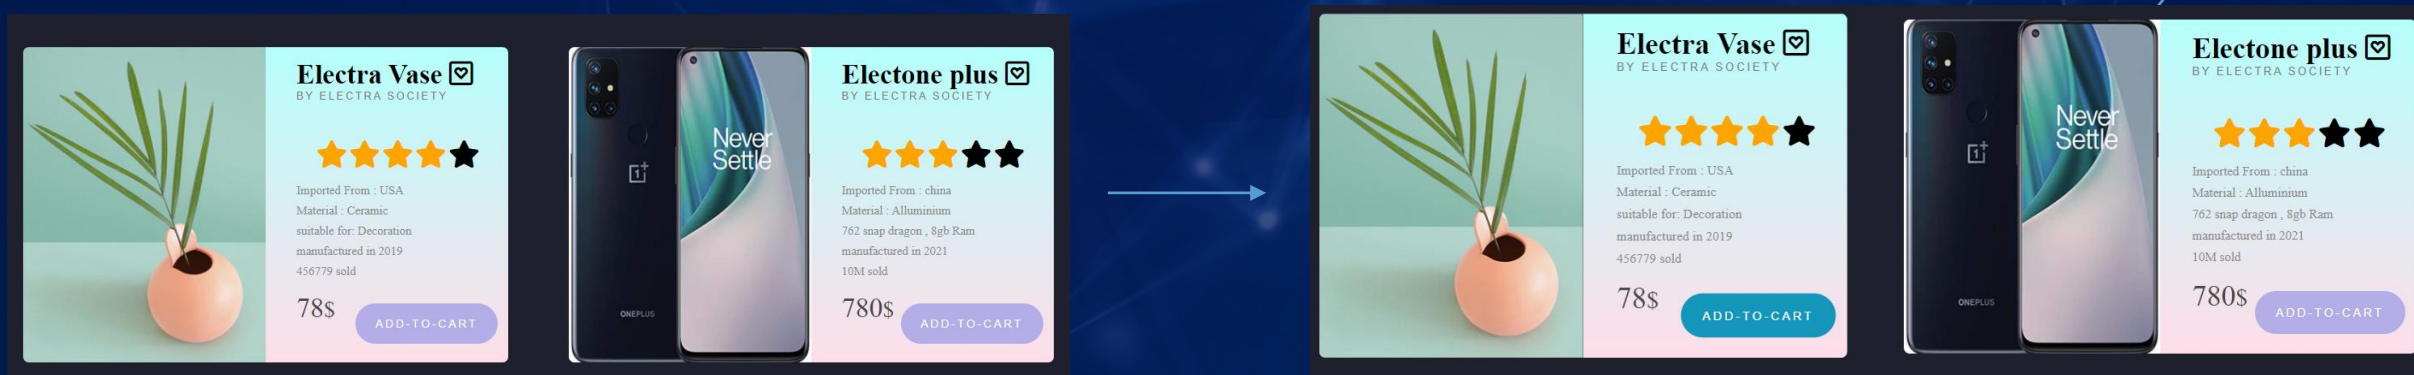 Electra Vase
BY ELECTRA SOCIETY
Imported From : USA
Material : Ceramic
suitable for: Decoration
manufactured in 2019
456779 sold
78$
ADD-TO-CART
Never
Settle
ONEPLUS
Electone plus
BY ELECTRA SOCIETY
Imported From : china
Material : Alluminium
762 snap dragon , 8gb Ram
manufactured in 2021
10M sold
780$
ADD-TO-CART
Electra Vase
BY ELECTRA SOCIETY
Imported From : USA
Material : Ceramic
suitable for: Decoration
manufactured in 2019
456779 sold
78$
ADD-TO-CART
Never
Settle
ONEPLUS
Electone plus
BY ELECTRA SOCIETY
Imported From : china
Material : Alluminium
762 snap dragon , 8gb Ram
manufactured in 2021
10M sold
780$
ADD-TO-CART